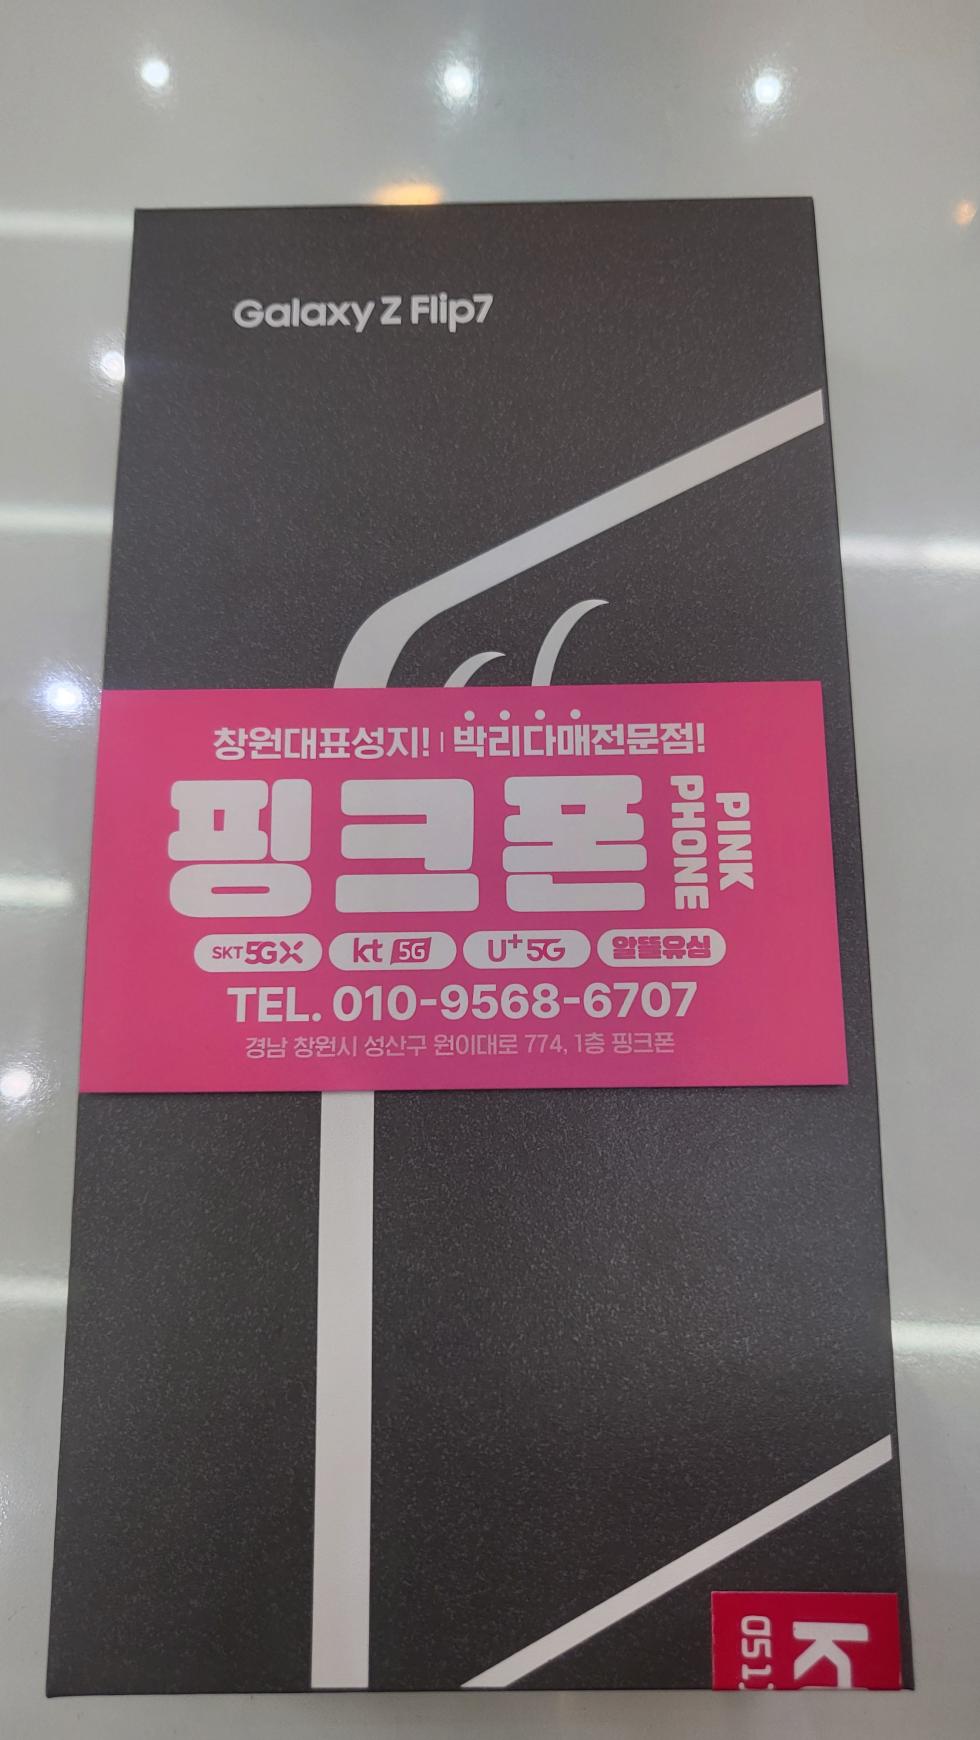 Galaxy Z Flip7
창원대표성지! | 박리다매전문점!
핑크폰
PINK
PHONE
SKT 5GX
kt 5G
U+ 5G
알뜰유심
TEL. 010-9568-6707
경남 창원시 성산구 원이대로 774, 1층 핑크폰